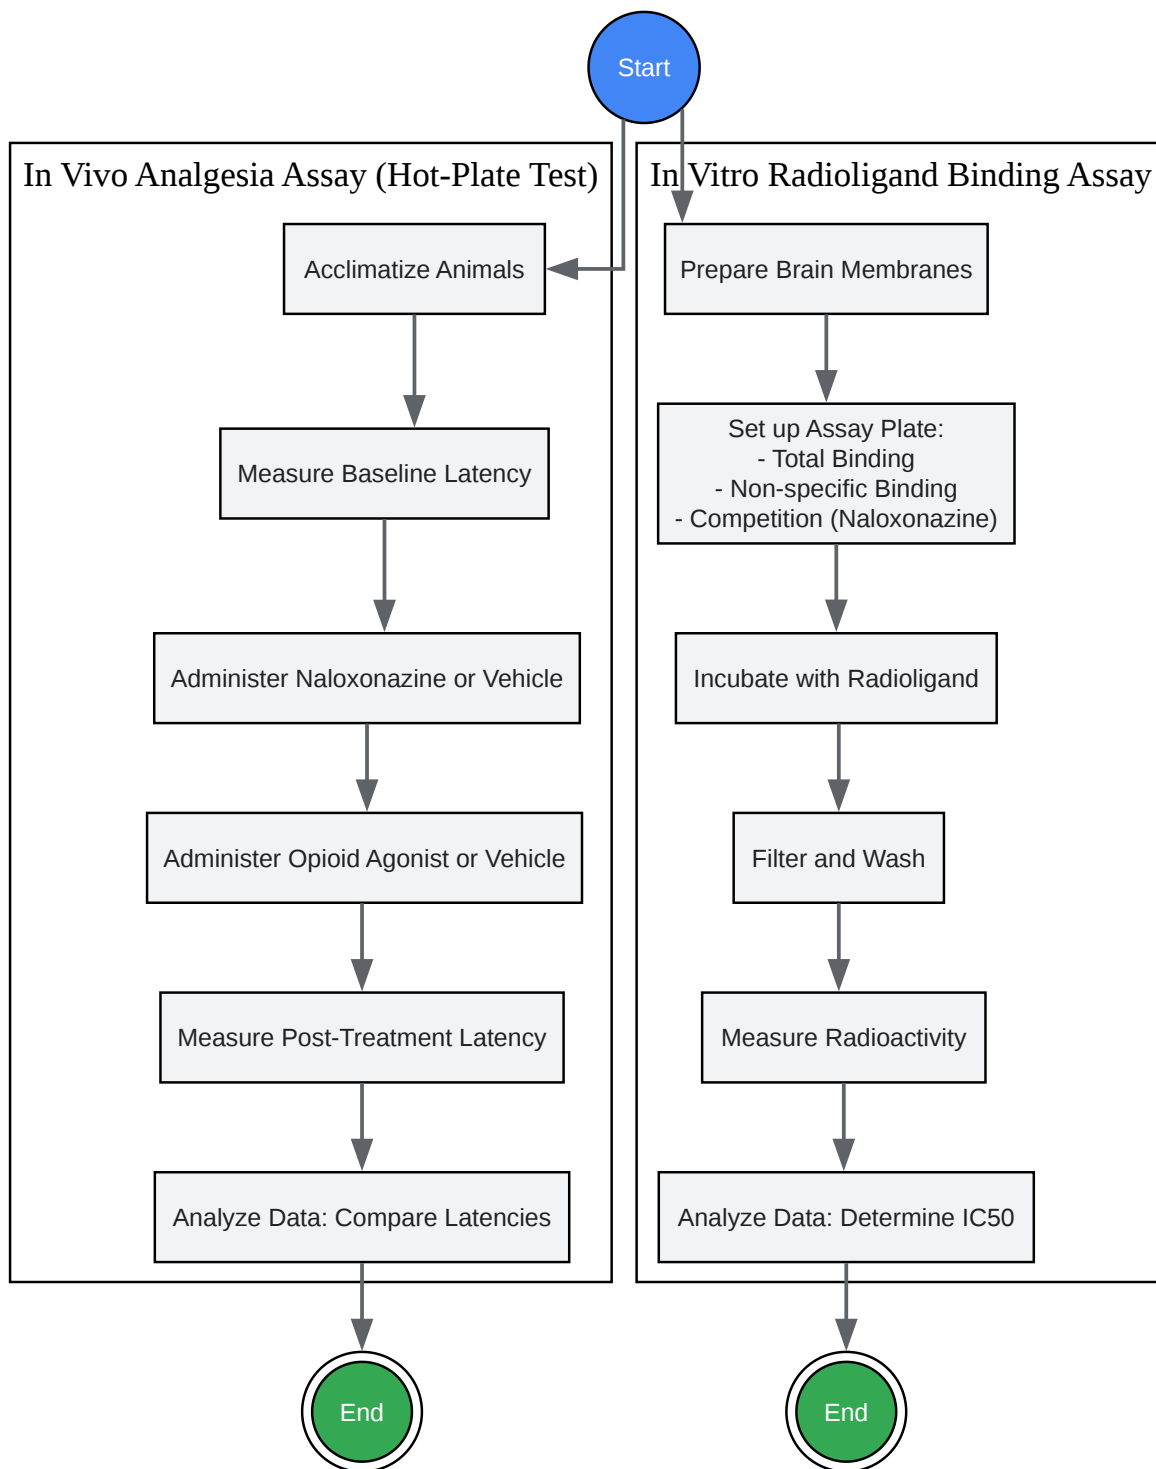 Start
In Vivo Analgesia Assay (Hot-Plate Test)
Acclimatize Animals
Measure Baseline Latency
Administer Naloxonazine or Vehicle
Administer Opioid Agonist or Vehicle
Measure Post-Treatment Latency
Analyze Data: Compare Latencies
End
In Vitro Radioligand Binding Assay
Prepare Brain Membranes
Set up Assay Plate:
- Total Binding
- Non-specific Binding
- Competition (Naloxonazine)
Incubate with Radioligand
Filter and Wash
Measure Radioactivity
Analyze Data: Determine IC50
End